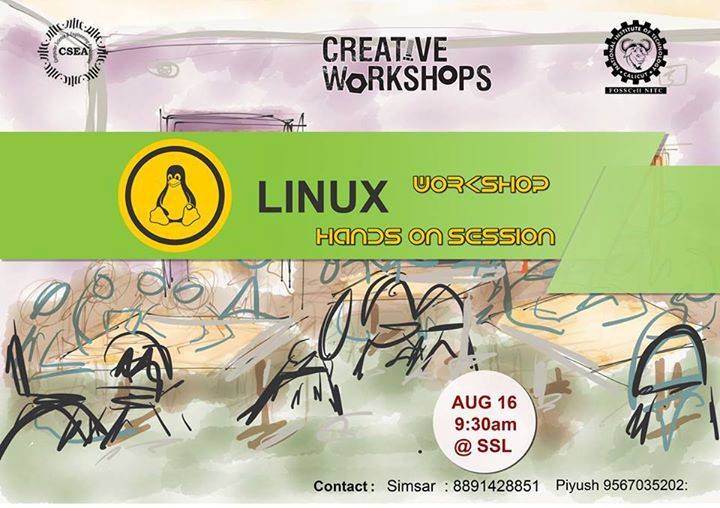 CSEA
CREATIVE
WORKSHOPS
NATIONAL INSTITUTE OF TECHNOLOGY
CALICUT
FOSSCell NITC
LINUX WORKSHOP
HANDS ON SESSION
AUG 16
9:30am
@ SSL
Contact : Simsar : 8891428851 Piyush 9567035202: